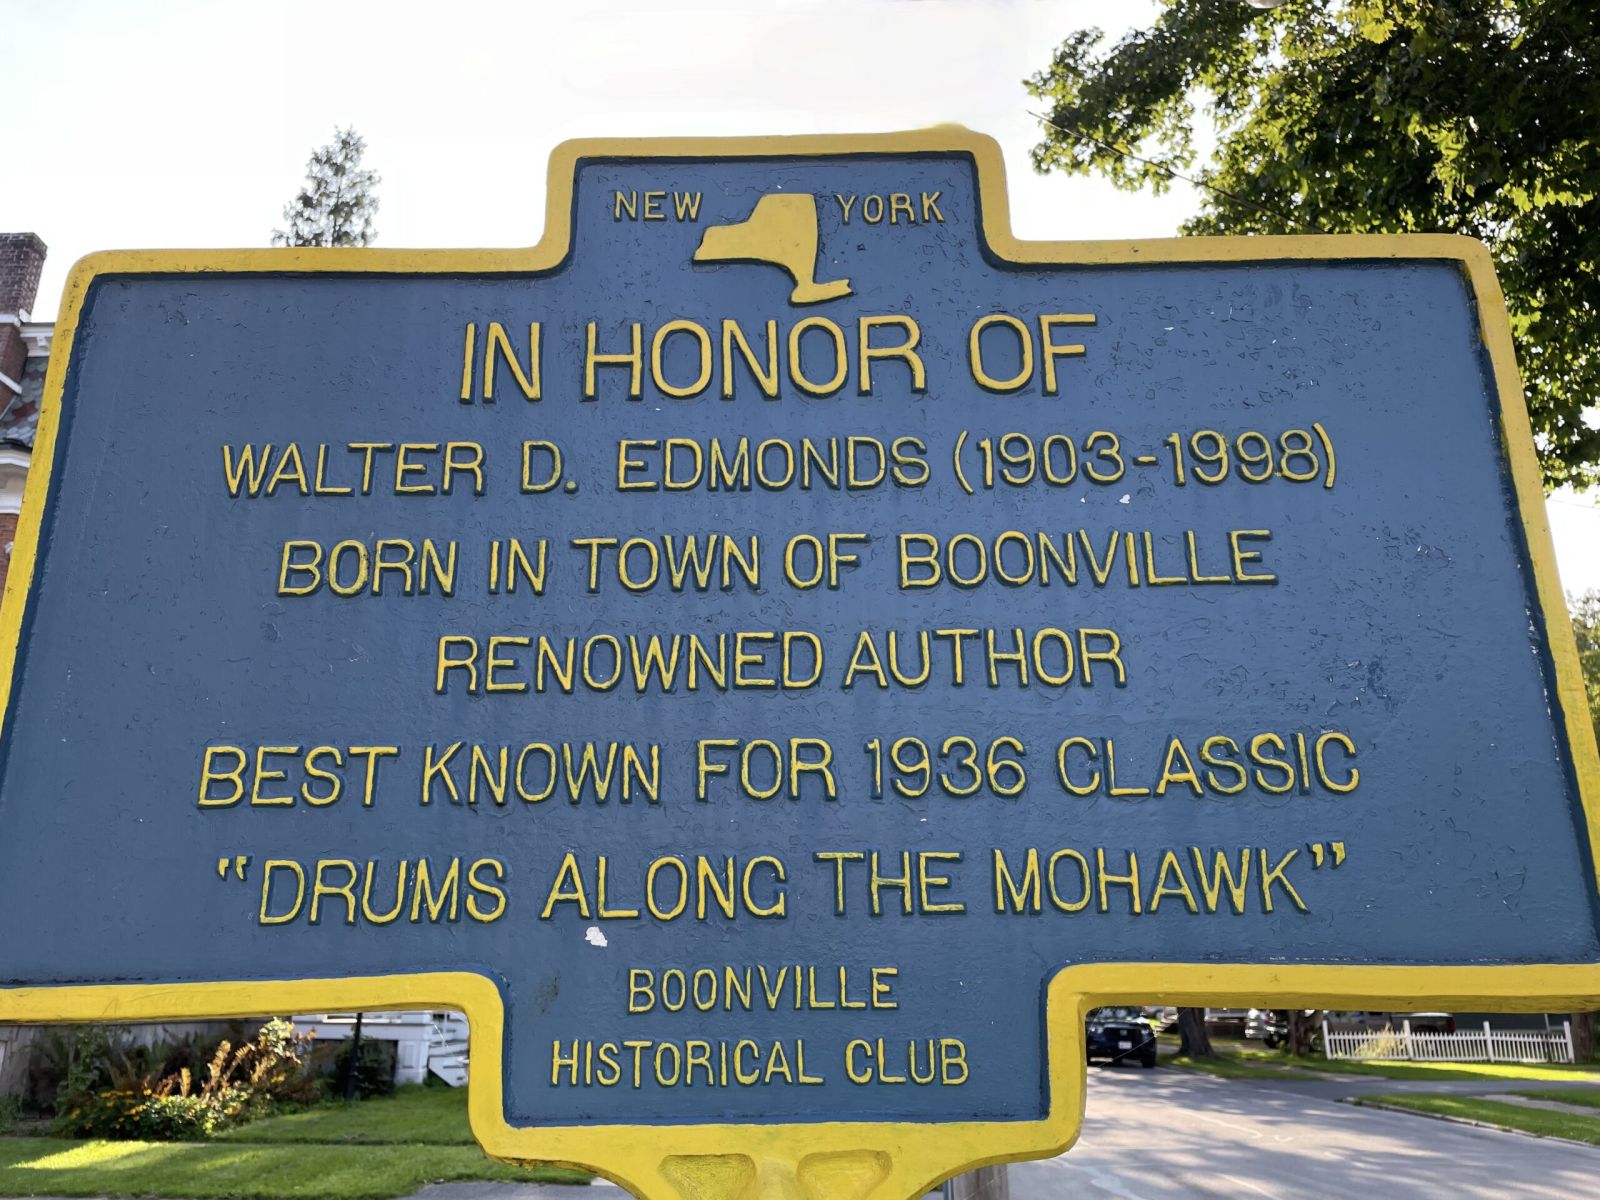 NEW YORK
IN HONOR OF
WALTER D. EDMONDS (1903-1998)
BORN IN TOWN OF BOONVILLE
RENOWNED AUTHOR
BEST KNOWN FOR 1936 CLASSIC
"DRUMS ALONG THE MOHAWK"
BOONVILLE
HISTORICAL CLUB